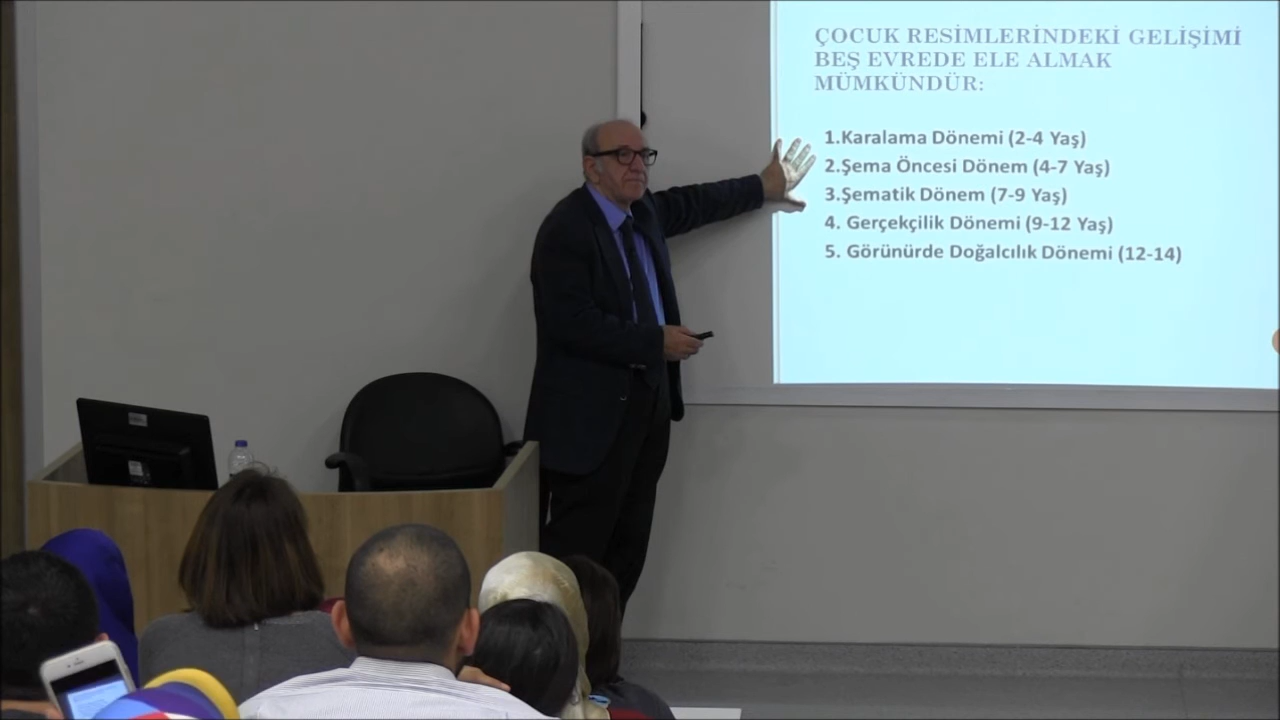 ÇOCUK RESİMLERİNDEKİ GELİŞİMİ
BEŞ EVREDE ELE ALMAK
MÜMKÜNDÜR:
1.Karalama Dönemi (2-4 Yaş)
2.Şema Öncesi Dönem (4-7 Yaş)
3.Şematik Dönem (7-9 Yaş)
4. Gerçekçilik Dönemi (9-12 Yaş)
5. Görünürde Doğalcılık Dönemi (12-14)